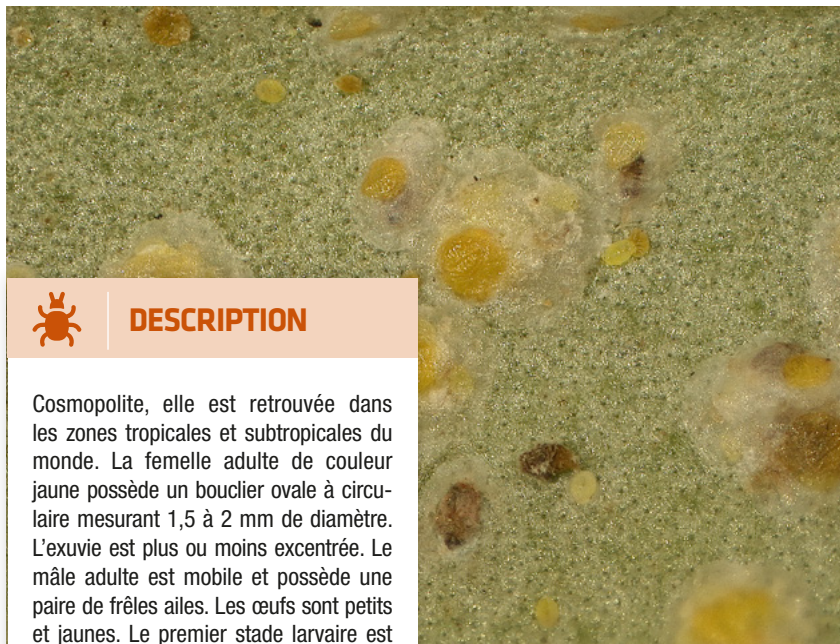 DESCRIPTION
Cosmopolite, elle est retrouvée dans
les zones tropicales et subtropicales du
monde. La femelle adulte de couleur
jaune possède un bouclier ovale à circu-
laire mesurant 1,5 à 2 mm de diamètre.
L'exuvie est plus ou moins excentrée. Le
mâle adulte est mobile et possède une
paire de frêles ailes. Les œufs sont petits
et jaunes. Le premier stade larvaire est